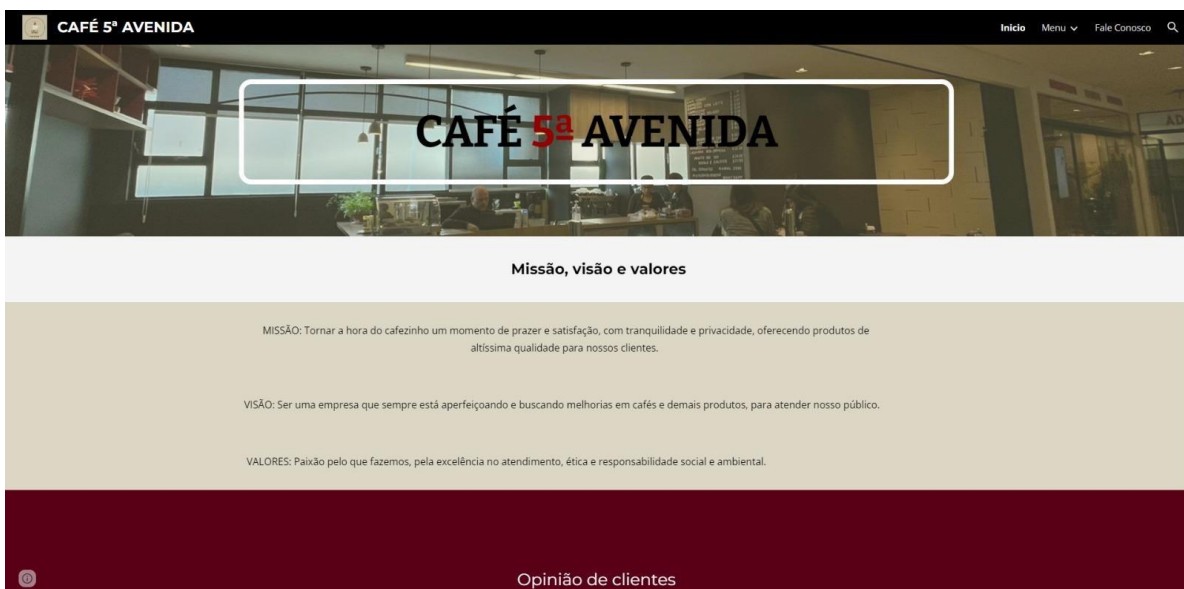 CAFÉ 5ª AVENIDA
Inicio
Menu
Fale Conosco
CAFÉ 5ª AVENIDA
Missão, visão e valores
MISSÃO: Tornar a hora do cafezinho um momento de prazer e satisfação, com tranquilidade e privacidade, oferecendo produtos de
altíssima qualidade para nossos clientes.
VISÃO: Ser uma empresa que sempre está aperfeiçoando e buscando melhorias em cafés e demais produtos, para atender nosso público.
VALORES: Paixão pelo que fazemos, pela excelência no atendimento, ética e responsabilidade social e ambiental.
Opinião de clientes